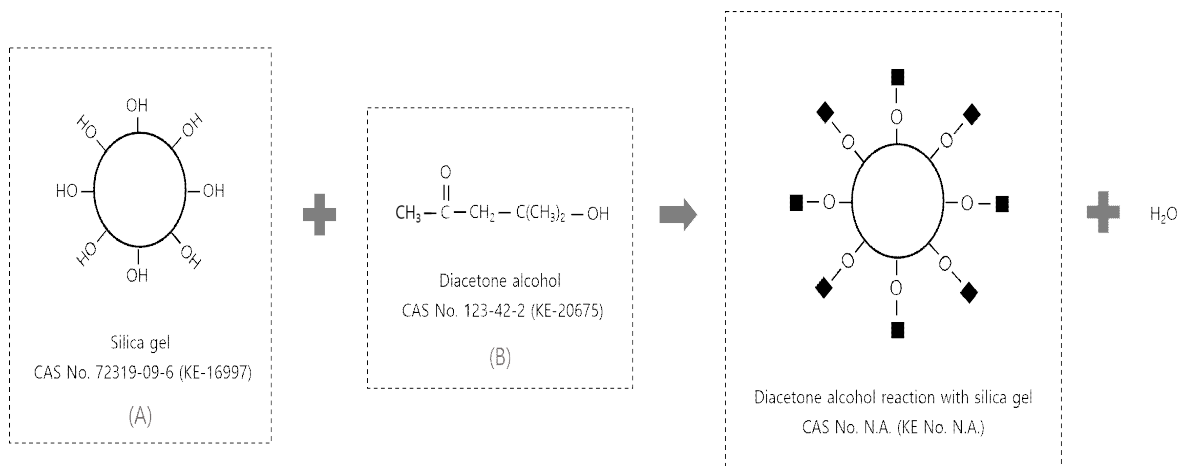 OH
HO
OH
HO
OH
HO
OH
OH
Silica gel
CAS No. 72319-09-6 (KE-16997)
(A)
O
CH₃ – C – CH₂ – C(CH₃)₂ – OH
Diacetone alcohol
CAS No. 123-42-2 (KE-20675)
(B)
O
O
O
O
O
O
O
O
Diacetone alcohol reaction with silica gel
CAS No. N.A. (KE No. N.A.)
H₂O